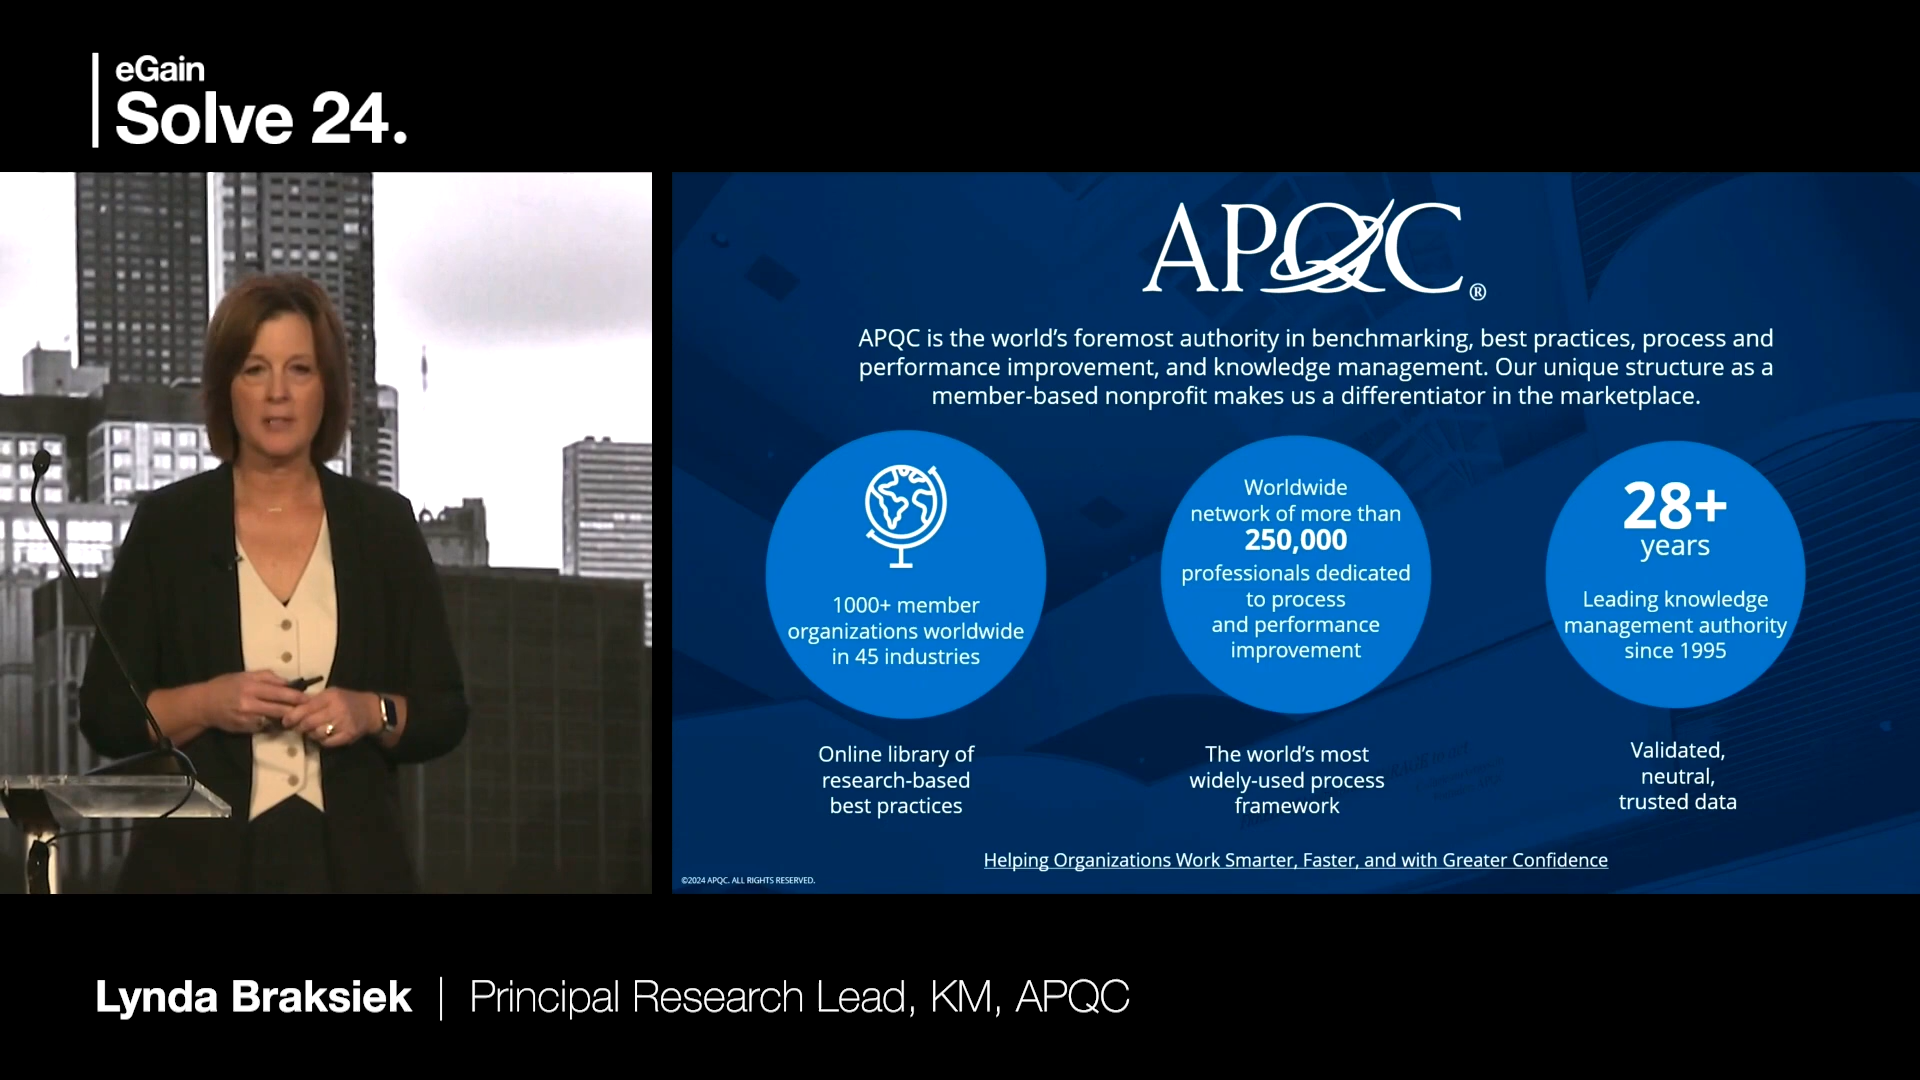 eGain
Solve 24.
APQC®
APQC is the world's foremost authority in benchmarking, best practices, process and
performance improvement, and knowledge management. Our unique structure as a
member-based nonprofit makes us a differentiator in the marketplace.
1000+ member
organizations worldwide
in 45 industries
Worldwide
network of more than
250,000
professionals dedicated
to process
and performance
improvement
28+
years
Leading knowledge
management authority
since 1995
Online library of
research-based
best practices
The world's most
widely-used process
framework
Validated,
neutral,
trusted data
Helping Organizations Work Smarter, Faster, and with Greater Confidence
©2024 APQC. ALL RIGHTS RESERVED.
Lynda Braksiek | Principal Research Lead, KM, APQC